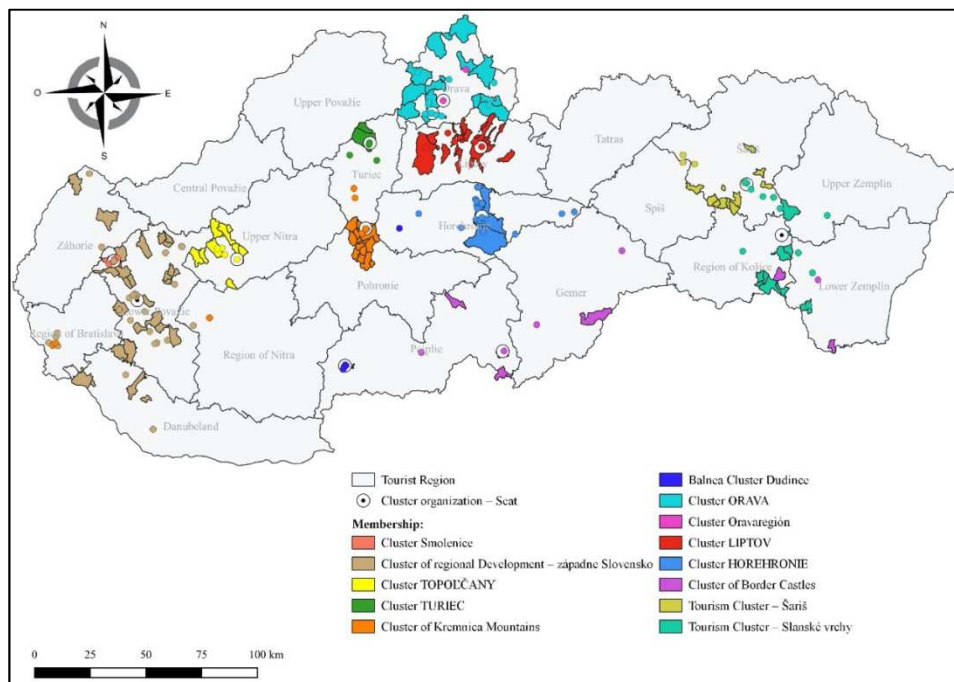 N
O
E
S
Orava
Upper Považie
Tatras
Liptov
Šariš
Turiec
Central Považie
Upper Zemplín
Spiš
Horehronie
Upper Nitra
Záhorie
Region of Košice
Pohronie
Gemer
Lower Zemplín
Lower Považie
Region of Bratislava
Region of Nitra
Poiplie
Danubeland
Tourist Region
Cluster organization – Seat
Membership:
Cluster Smolenice
Cluster of regional Development – západne Slovensko
Cluster TOPOĽČANY
Cluster TURIEC
Cluster of Kremnica Mountains
Balnea Cluster Dudince
Cluster ORAVA
Cluster Oravaregión
Cluster LIPTOV
Cluster HOREHRONIE
Cluster of Border Castles
Tourism Cluster – Šariš
Tourism Cluster – Slanské vrchy
0 25 50 75 100 km